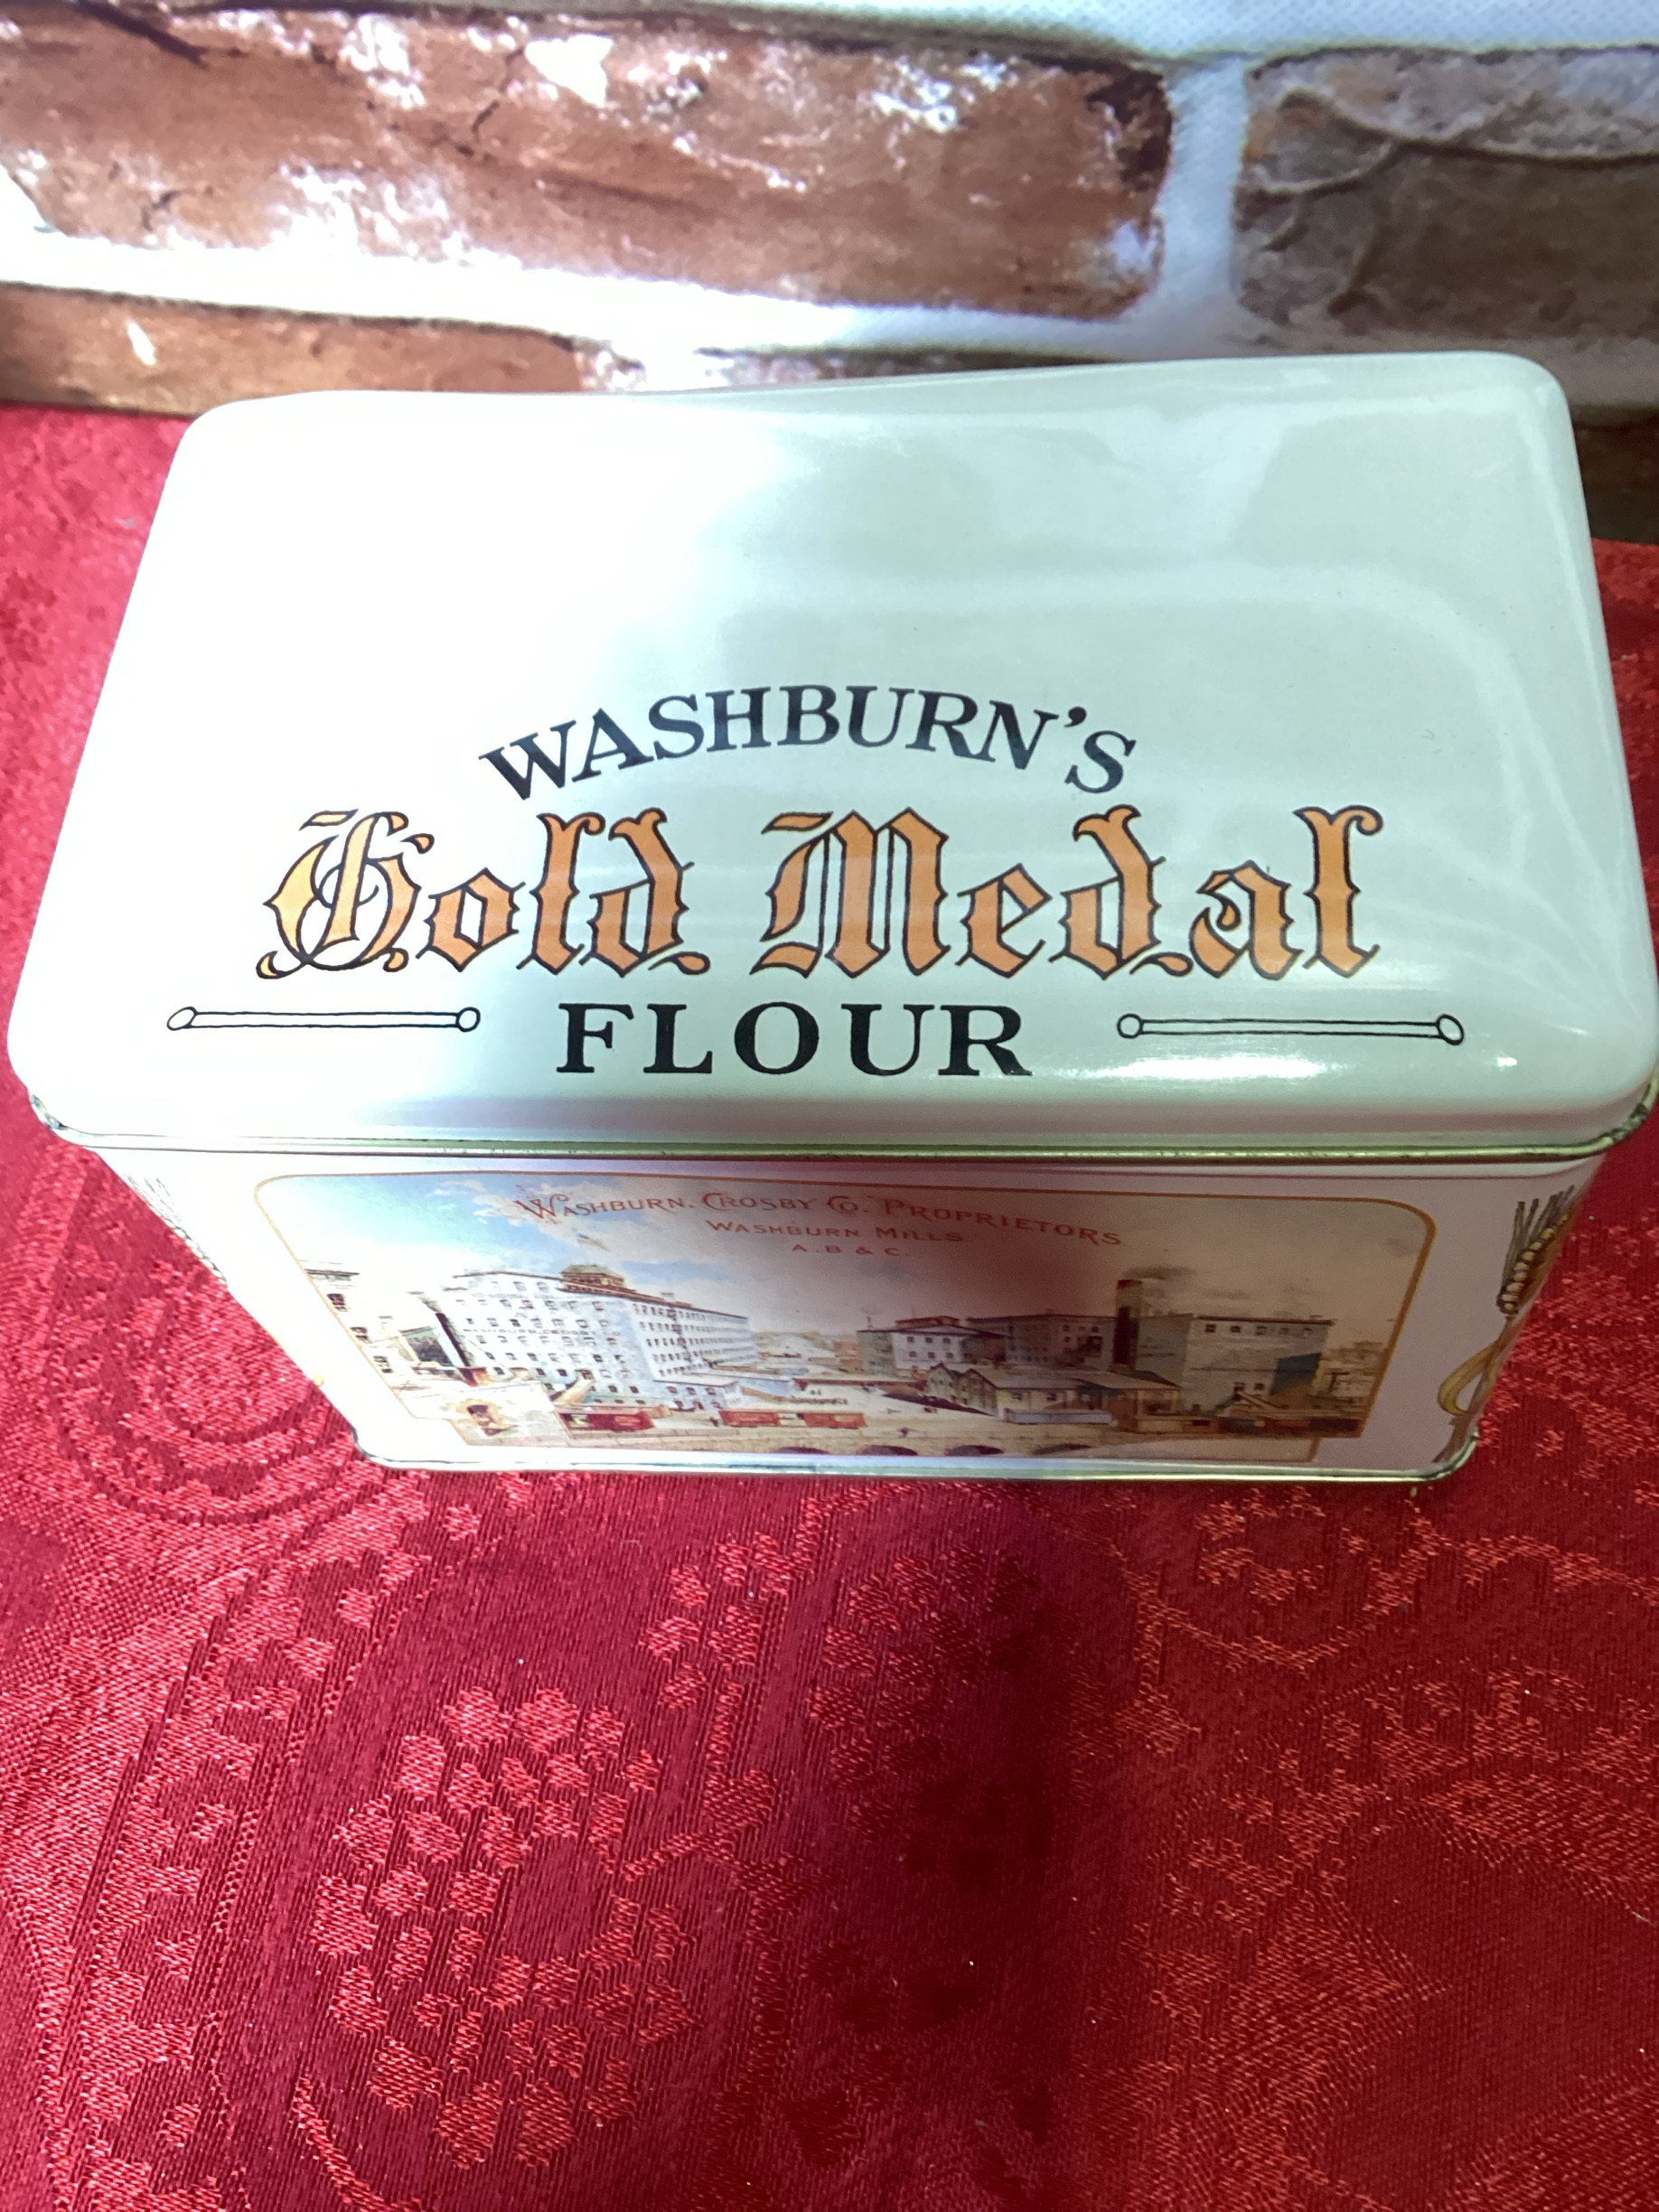 WASHBURN'S
Gold Medal
FLOUR
WASHBURN, CROSBY CO. PROPRIETORS
WASHBURN MILLS
A. B & C.